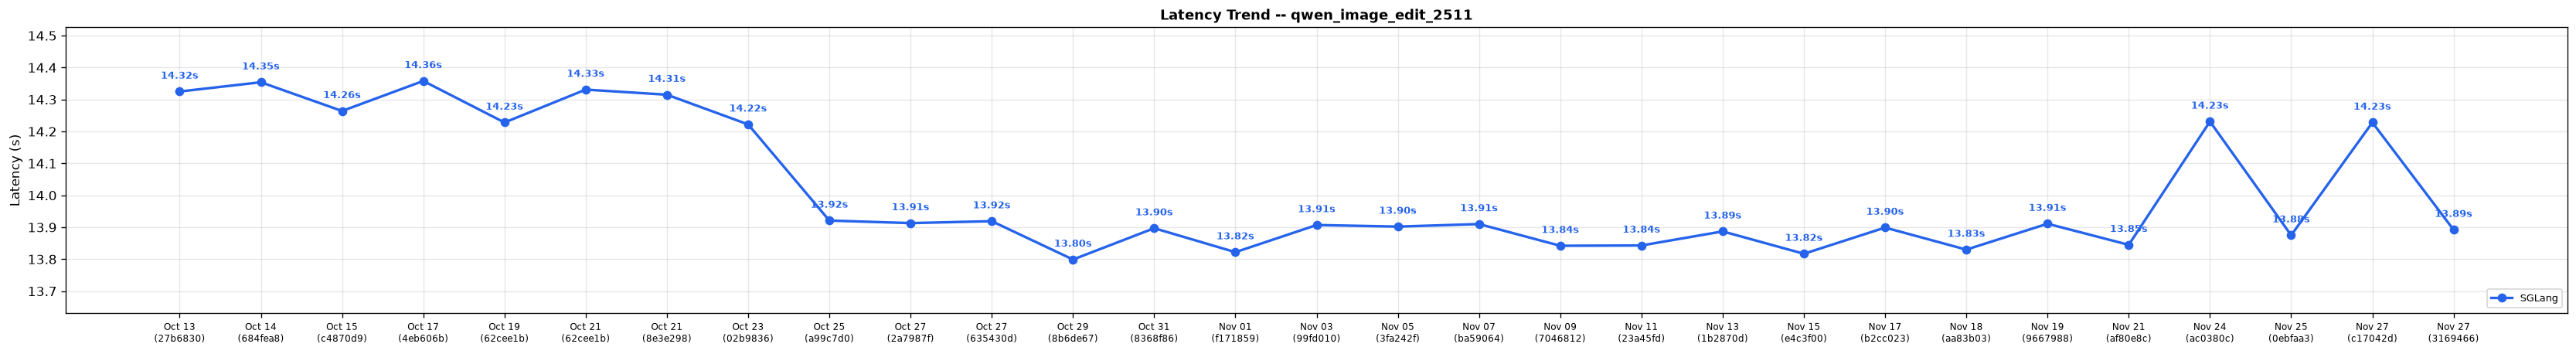 Latency Trend -- qwen_image_edit_2511
Latency (s)
14.5
14.4
14.3
14.2
14.1
14.0
13.9
13.8
13.7
14.32s
14.35s
14.26s
14.36s
14.23s
14.33s
14.31s
14.22s
13.92s
13.91s
13.92s
13.80s
13.90s
13.82s
13.91s
13.90s
13.91s
13.84s
13.84s
13.89s
13.82s
13.90s
13.83s
13.91s
13.85s
14.23s
13.88s
14.23s
13.89s
SGLang
Oct 13
(27b6830)
Oct 14
(684fea8)
Oct 15
(c4870d9)
Oct 17
(4eb606b)
Oct 19
(62cee1b)
Oct 21
(62cee1b)
Oct 21
(8e3e298)
Oct 23
(02b9836)
Oct 25
(a99c7d0)
Oct 27
(2a7987f)
Oct 27
(635430d)
Oct 29
(8b6de67)
Oct 31
(8368f86)
Nov 01
(f171859)
Nov 03
(99fd010)
Nov 05
(3fa242f)
Nov 07
(ba59064)
Nov 09
(7046812)
Nov 11
(23a45fd)
Nov 13
(1b2870d)
Nov 15
(e4c3f00)
Nov 17
(b2cc023)
Nov 18
(aa83b03)
Nov 19
(9667988)
Nov 21
(af80e8c)
Nov 24
(ac0380c)
Nov 25
(0ebfaa3)
Nov 27
(c17042d)
Nov 27
(3169466)